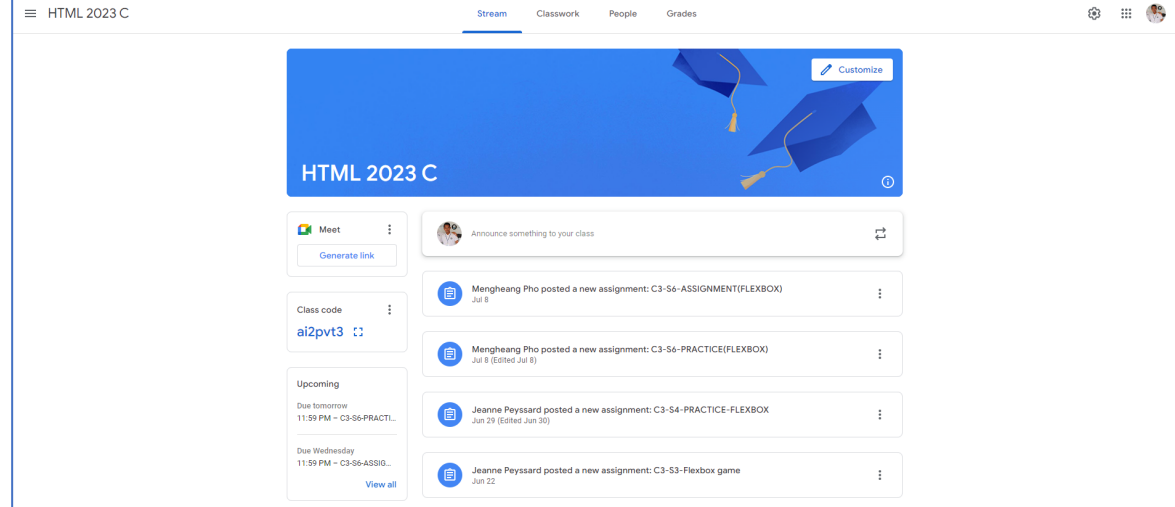 HTML 2023 C
Stream Classwork People Grades
Customize
HTML 2023 C
Meet
Generate link
Class code
ai2pvt3
Upcoming
Due tomorrow
11:59 PM – C3-S6-PRACTI...
Due Wednesday
11:59 PM – C3-S6-ASSIG...
View all
Announce something to your class
Mengheang Pho posted a new assignment: C3-S6-ASSIGNMENT(FLEXBOX)
Jul 8
Mengheang Pho posted a new assignment: C3-S6-PRACTICE(FLEXBOX)
Jul 8 (Edited Jul 8)
Jeanne Peyssard posted a new assignment: C3-S4-PRACTICE-FLEXBOX
Jun 29 (Edited Jun 30)
Jeanne Peyssard posted a new assignment: C3-S3-Flexbox game
Jun 22